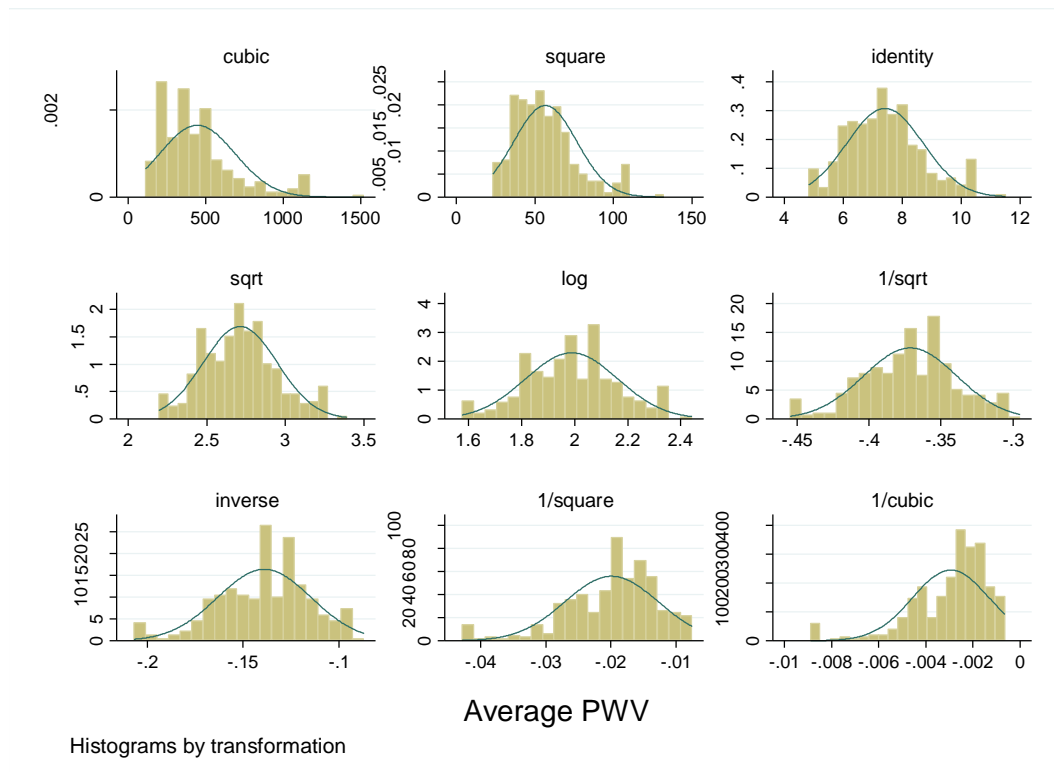 cubic
.002
0
0 500 1000 1500
square
.005 .01 .015 .02 .025
0
0 50 100 150
identity
.4
.3
.2
.1
0
4 6 8 10 12
sqrt
2
1.5
1
.5
0
2 2.5 3 3.5
log
4
3
2
1
0
1.6 1.8 2 2.2 2.4
1/sqrt
20
15
10
5
0
-.45 -.4 -.35 -.3
inverse
25
20
15
10
5
0
-.2 -.15 -.1
1/square
100
80
60
40
20
0
-.04 -.03 -.02 -.01
1/cubic
400
300
200
100
0
-.01 -.008 -.006 -.004 -.002 0
Average PWV
Histograms by transformation